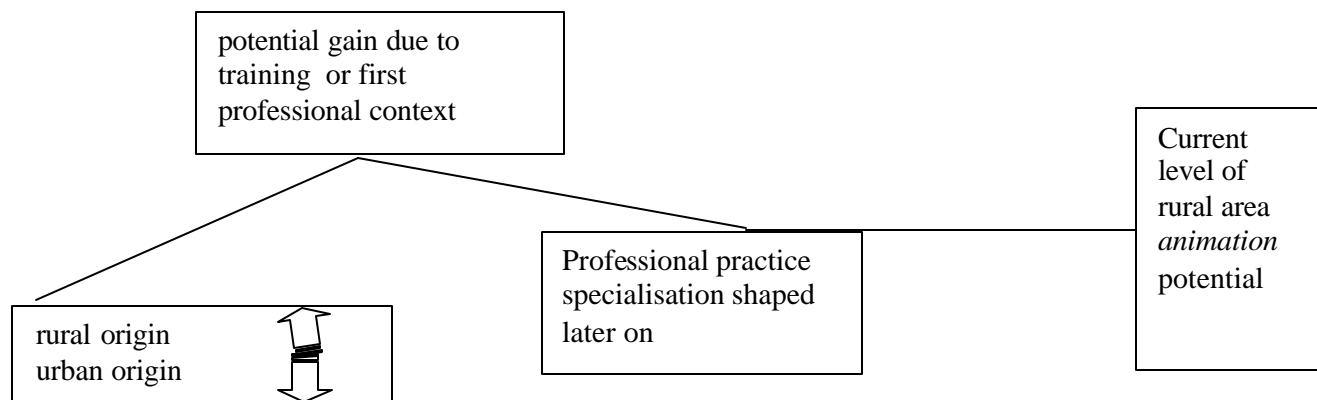 potential gain due to
training or first
professional context
Current
level of
rural area
animation
potential
Professional practice
specialisation shaped
later on
rural origin
urban origin